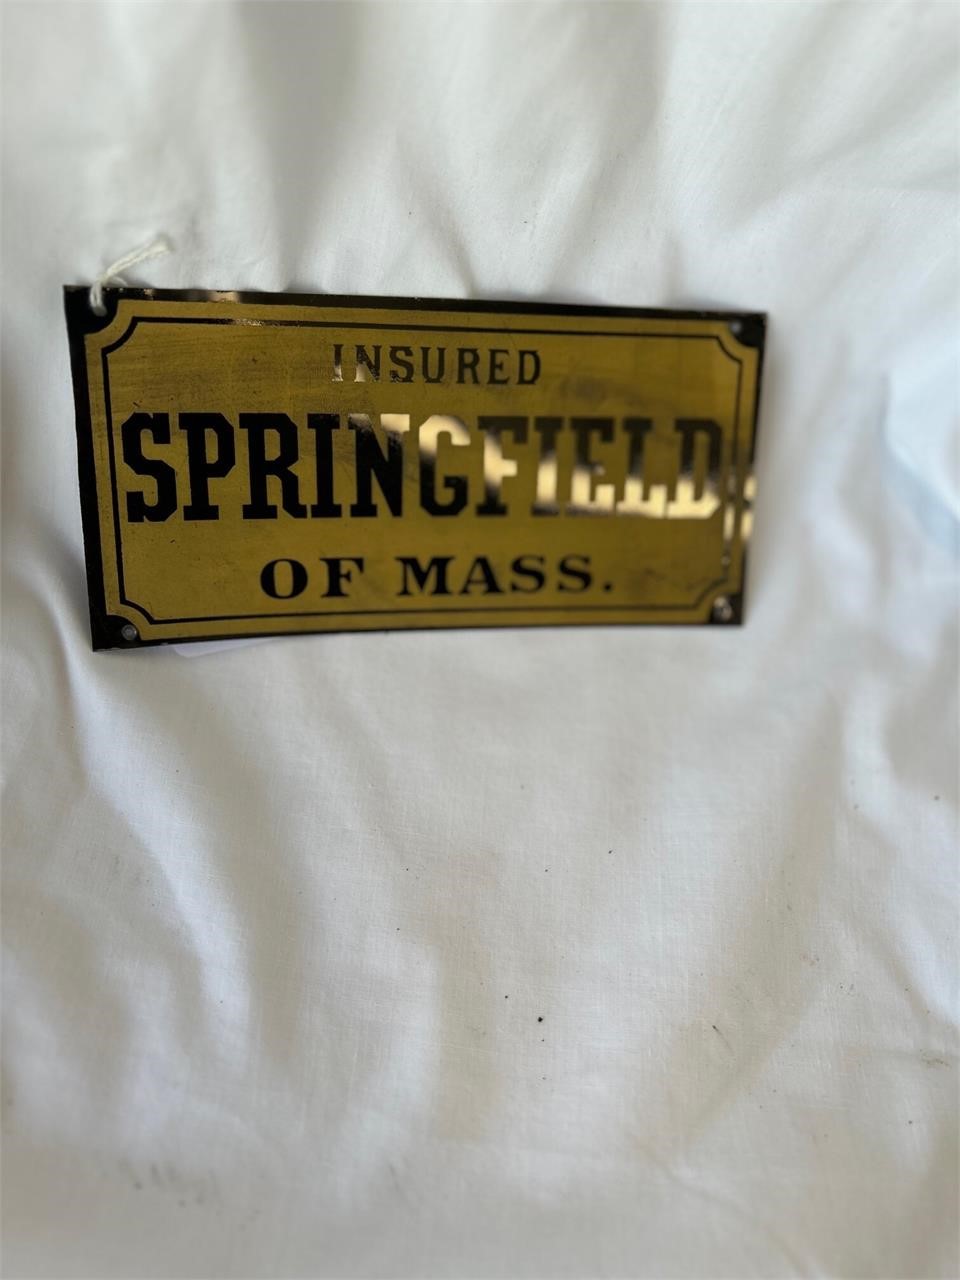 INSURED
SPRINGFIELD
OF MASS.